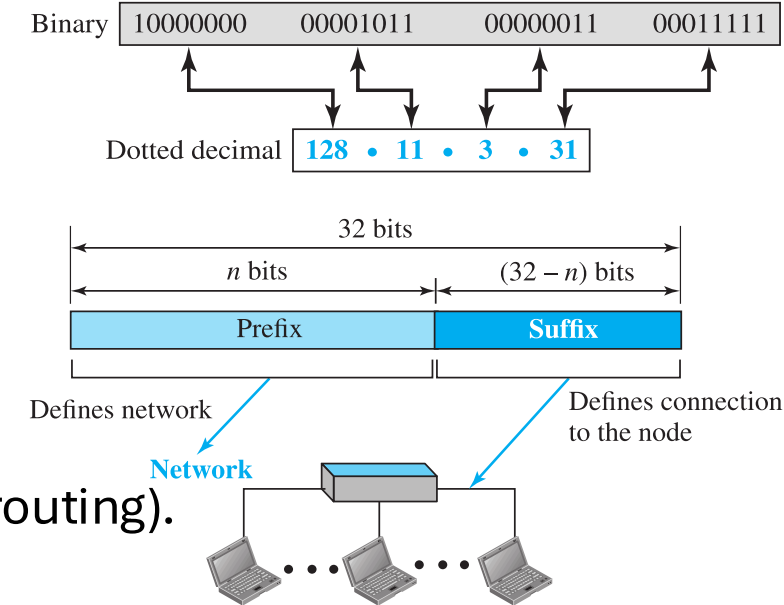 Binary 10000000 00001011 00000011 00011111
Dotted decimal 128 • 11 • 3 • 31
32 bits
n bits (32 – n) bits
Prefix Suffix
Defines network
Defines connection
to the node
Network
routing).